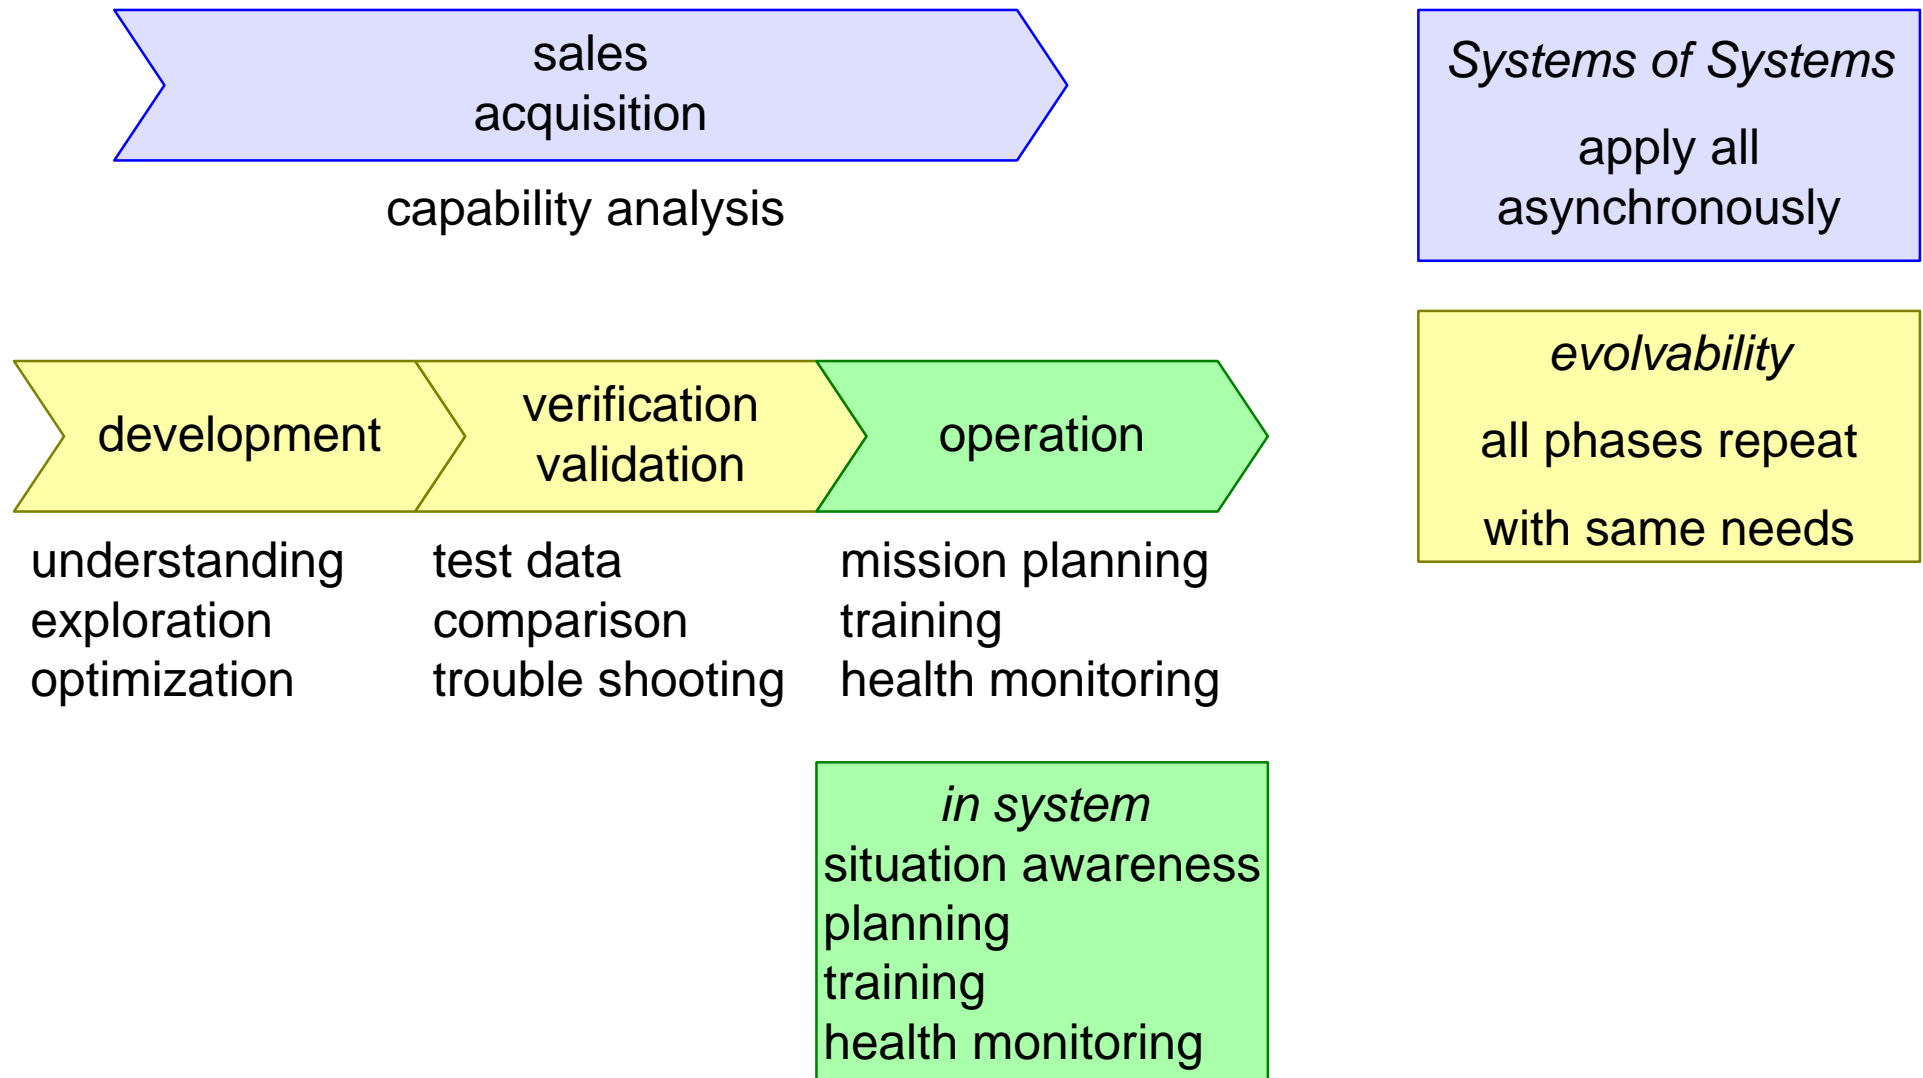 sales
acquisition
capability analysis
Systems of Systems
apply all
asynchronously
evolvability
all phases repeat
with same needs
development
verification
validation
operation
understanding
exploration
optimization
test data
comparison
trouble shooting
mission planning
training
health monitoring
in system
situation awareness
planning
training
health monitoring